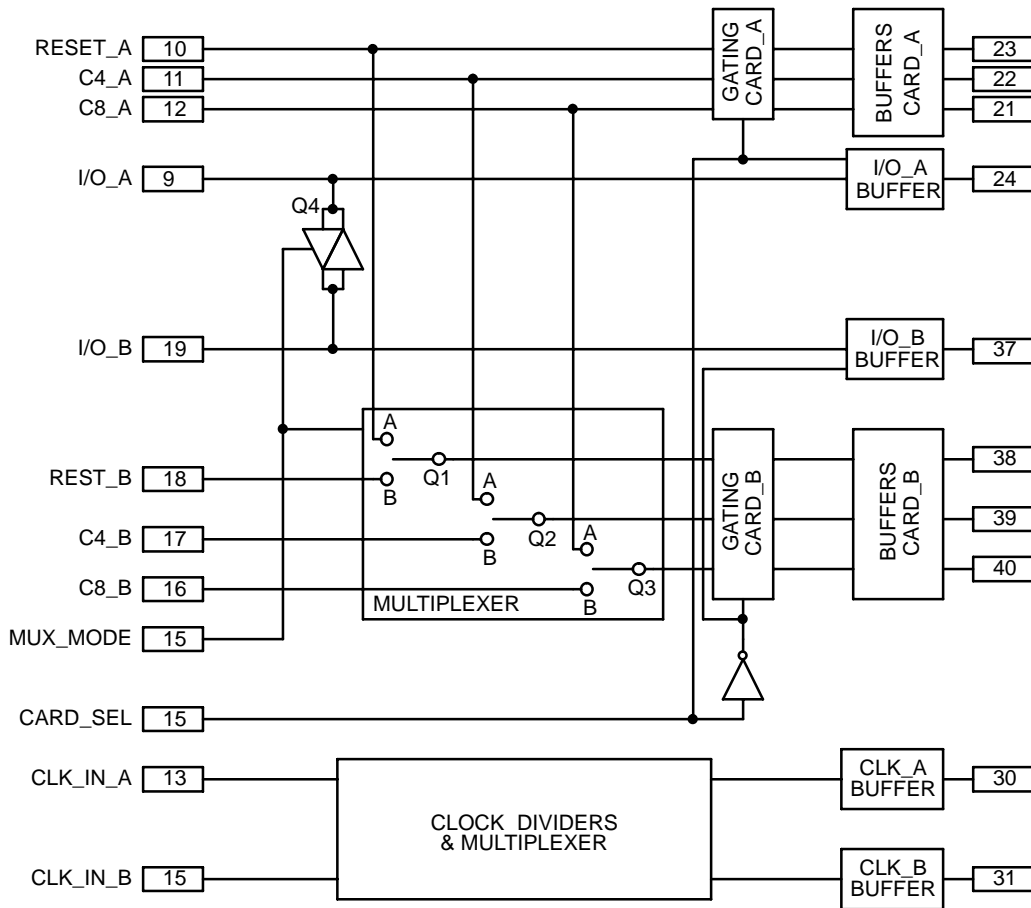 RESET_A 10
C4_A 11
C8_A 12
GATING
CARD_A
BUFFERS
CARD_A
23
22
21
I/O_A 9
I/O_A
BUFFER
24
Q4
I/O_B 19
I/O_B
BUFFER
37
A
Q1
B
REST_B 18
A
Q2
B
C4_B 17
A
Q3
B
C8_B 16
MULTIPLEXER
GATING
CARD_B
BUFFERS
CARD_B
38
39
40
MUX_MODE 15
CARD_SEL 15
CLK_IN_A 13
CLOCK DIVIDERS
& MULTIPLEXER
CLK_A
BUFFER
30
CLK_IN_B 15
CLK_B
BUFFER
31